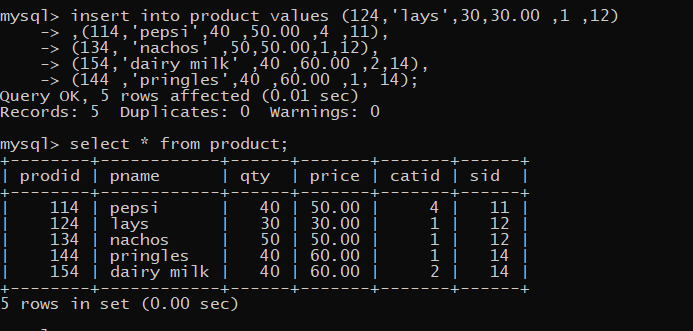 mysql> insert into product values (124,'lays',30,30.00 ,1 ,12)
    -> ,(114,'pepsi',40 ,50.00 ,4 ,11),
    -> (134, 'nachos' ,50,50.00,1,12),
    -> (154,'dairy milk' ,40 ,60.00 ,2,14),
    -> (144 ,'pringles',40 ,60.00 ,1, 14);
Query OK, 5 rows affected (0.01 sec)
Records: 5  Duplicates: 0  Warnings: 0

mysql> select * from product;
+--------+------------+------+-------+-------+------+
| prodid | pname      | qty  | price | catid | sid  |
+--------+------------+------+-------+-------+------+
|    114 | pepsi      |   40 | 50.00 |     4 |   11 |
|    124 | lays       |   30 | 30.00 |     1 |   12 |
|    134 | nachos     |   50 | 50.00 |     1 |   12 |
|    144 | pringles   |   40 | 60.00 |     1 |   14 |
|    154 | dairy milk |   40 | 60.00 |     2 |   14 |
+--------+------------+------+-------+-------+------+
5 rows in set (0.00 sec)